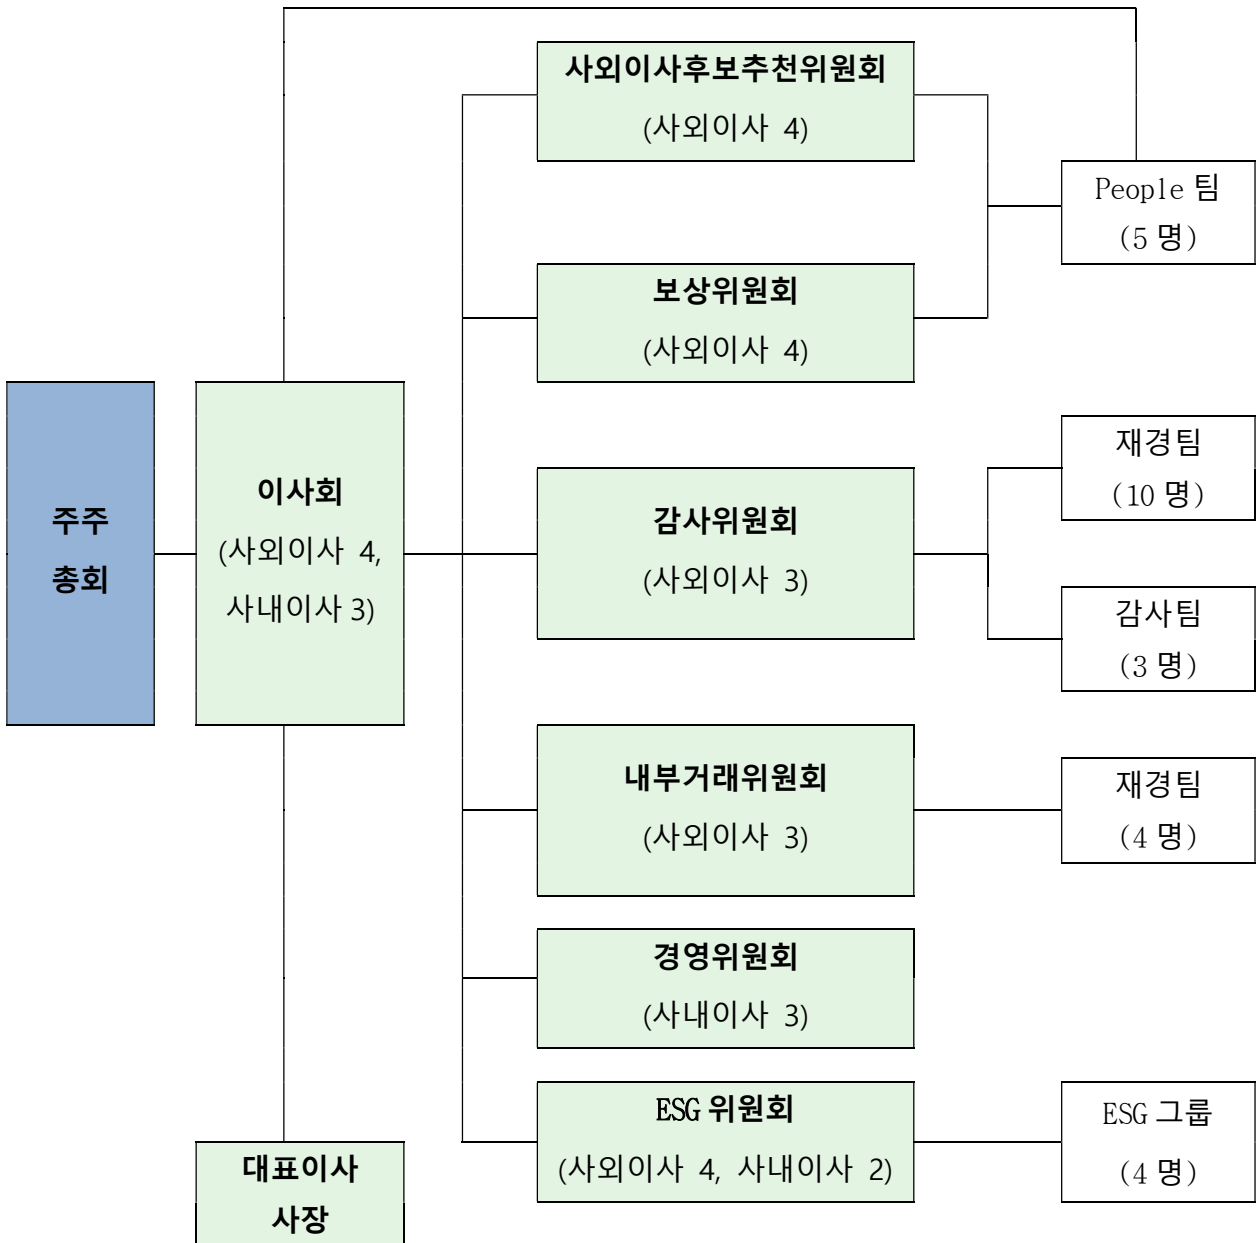 사외이사후보추천위원회
(사외이사 4)
People 팀
(5 명)
보상위원회
(사외이사 4)
주주
총회
이사회
(사외이사 4,
사내이사 3)
감사위원회
(사외이사 3)
재경팀
(10 명)
감사팀
(3 명)
내부거래위원회
(사외이사 3)
재경팀
(4 명)
경영위원회
(사내이사 3)
ESG 위원회
(사외이사 4, 사내이사 2)
ESG 그룹
(4 명)
대표이사
사장